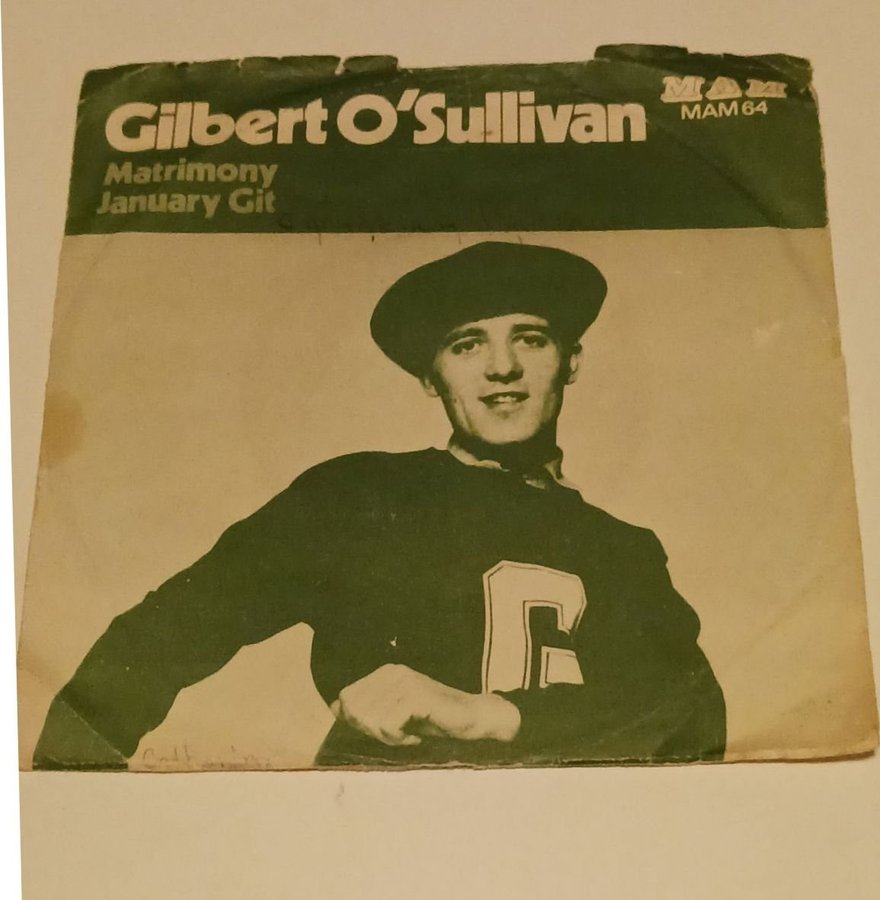 Gilbert O'Sullivan
MAM
MAM 64
Matrimony
January Git
G